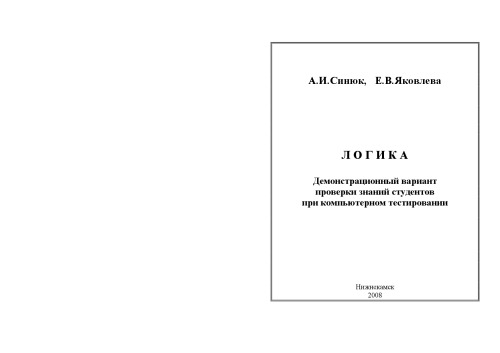 А.И.Синюк, Е.В.Яковлева
Л О Г И К А
Демонстрационный вариант
проверки знаний студентов
при компьютерном тестировании
Нижнекамск
2008